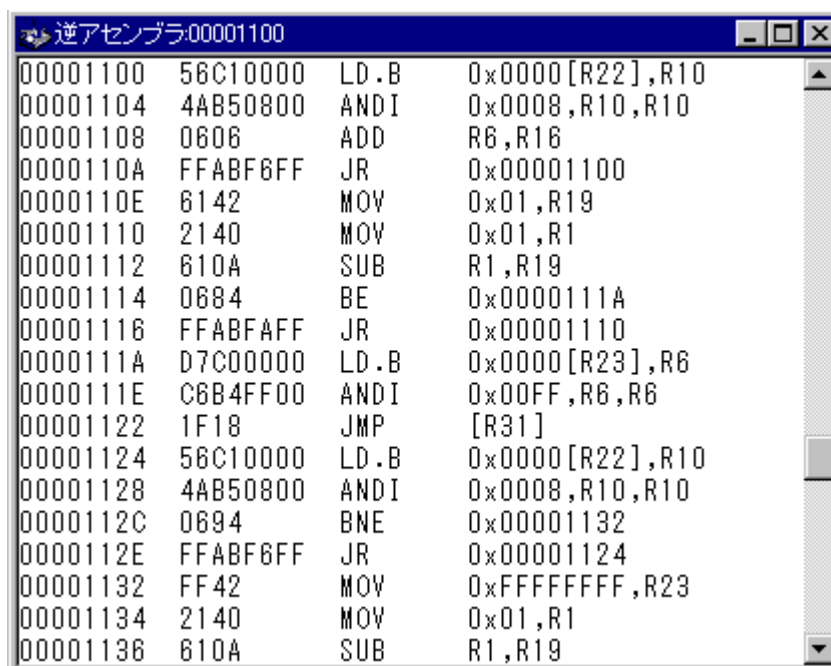 逆アセンブラ:00001100
00001100 56C10000 LD.B 0x0000[R22],R10
00001104 4AB50800 ANDI 0x0008,R10,R10
00001108 0606 ADD R6,R16
0000110A FFABF6FF JR 0x00001100
0000110E 6142 MOV 0x01,R19
00001110 2140 MOV 0x01,R1
00001112 610A SUB R1,R19
00001114 0684 BE 0x0000111A
00001116 FFABFAFF JR 0x00001110
0000111A D7C00000 LD.B 0x0000[R23],R6
0000111E C6B4FF00 ANDI 0x00FF,R6,R6
00001122 1F18 JMP [R31]
00001124 56C10000 LD.B 0x0000[R22],R10
00001128 4AB50800 ANDI 0x0008,R10,R10
0000112C 0694 BNE 0x00001132
0000112E FFABF6FF JR 0x00001124
00001132 FF42 MOV 0xFFFFFFFF,R23
00001134 2140 MOV 0x01,R1
00001136 610A SUB R1,R19